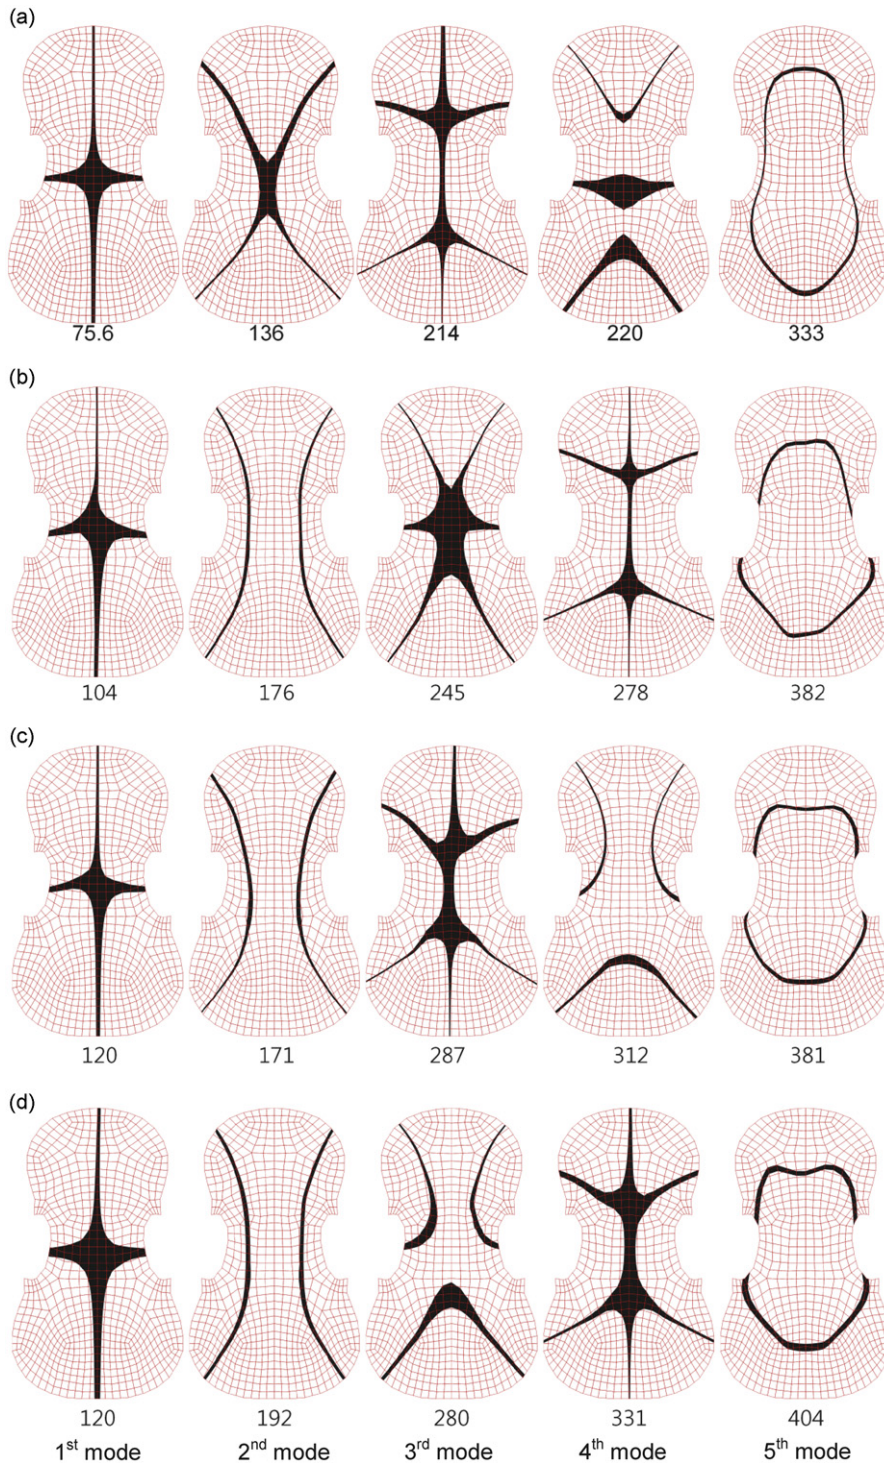 (a)
75.6 136 214 220 333
(b)
104 176 245 278 382
(c)
120 171 287 312 381
(d)
120 192 280 331 404
1st mode 2nd mode 3rd mode 4th mode 5th mode